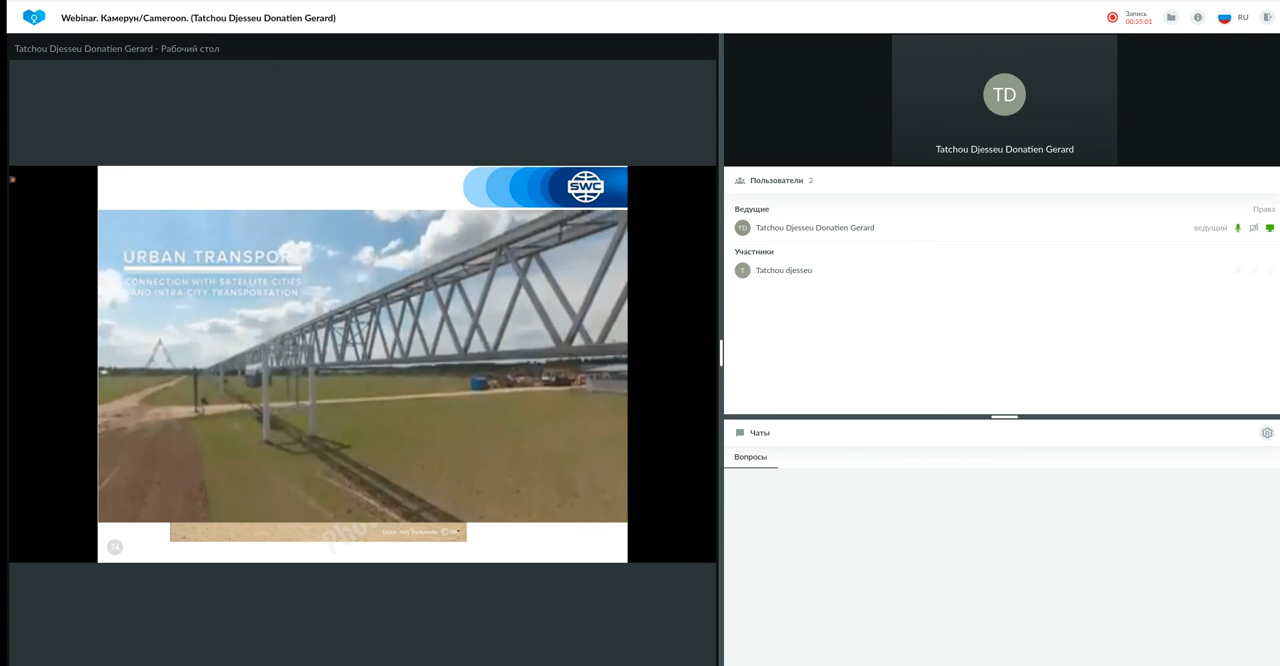 Webinar. Камерун/Cameroon. (Tatchou Djesseu Donatien Gerard)
Запись
00:35:01
RU
Tatchou Djesseu Donatien Gerard - Рабочий стол
TD
Tatchou Djesseu Donatien Gerard
SWC
Пользователи 2
Ведущие
Права
TD Tatchou Djesseu Donatien Gerard ведущий
Участники
T Tatchou djesseu
URBAN TRANSPORT
CONNECTION WITH SATELLITE CITIES
AND INTRA-CITY TRANSPORTATION
74
Чаты
Вопросы